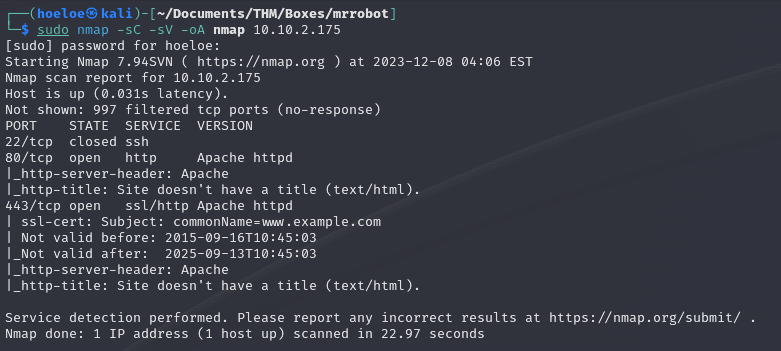 ┌──(hoeloe㉿kali)-[~/Documents/THM/Boxes/mrrobot]
└─$ sudo nmap -sC -sV -oA nmap 10.10.2.175
[sudo] password for hoeloe:
Starting Nmap 7.94SVN ( https://nmap.org ) at 2023-12-08 04:06 EST
Nmap scan report for 10.10.2.175
Host is up (0.031s latency).
Not shown: 997 filtered tcp ports (no-response)
PORT    STATE  SERVICE  VERSION
22/tcp  closed ssh
80/tcp  open   http     Apache httpd
|_http-server-header: Apache
|_http-title: Site doesn't have a title (text/html).
443/tcp open   ssl/http Apache httpd
| ssl-cert: Subject: commonName=www.example.com
| Not valid before: 2015-09-16T10:45:03
|_Not valid after:  2025-09-13T10:45:03
|_http-server-header: Apache
|_http-title: Site doesn't have a title (text/html).

Service detection performed. Please report any incorrect results at https://nmap.org/submit/ .
Nmap done: 1 IP address (1 host up) scanned in 22.97 seconds